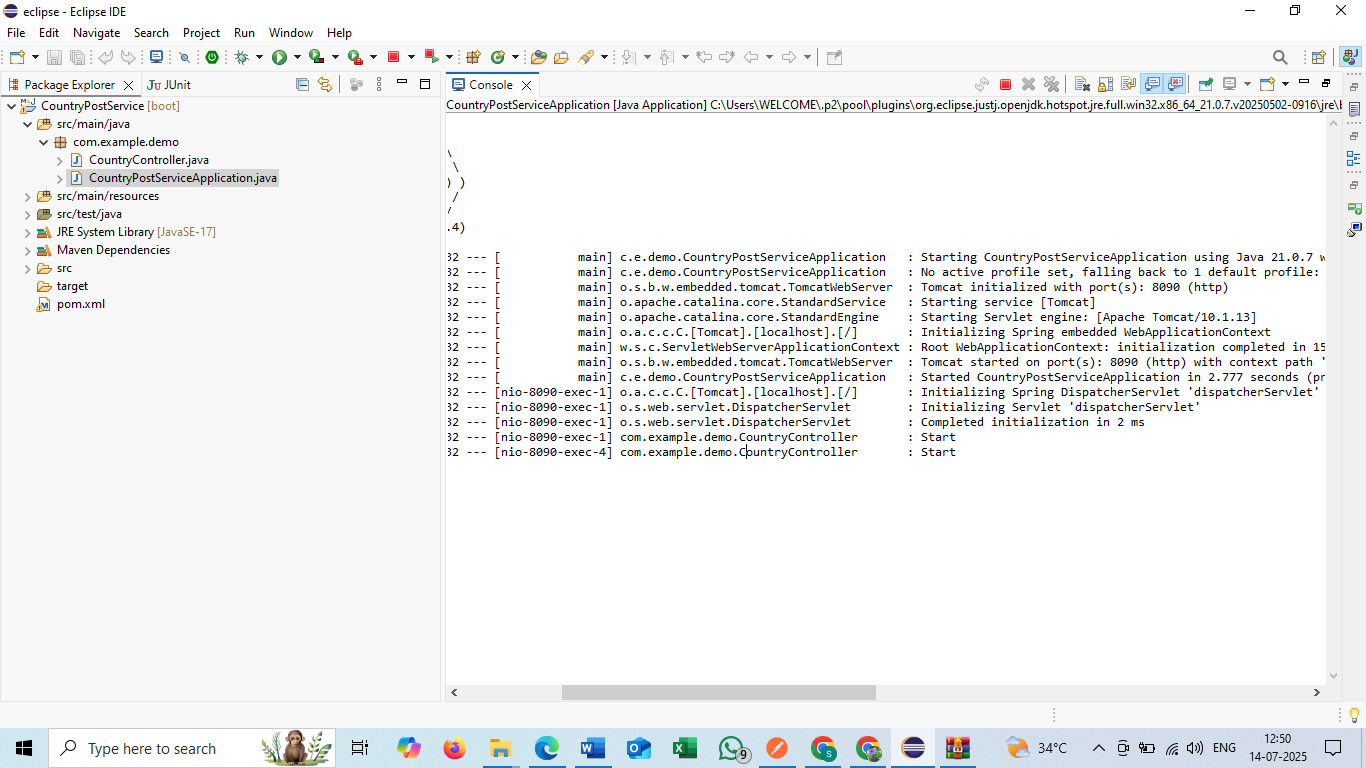 eclipse - Eclipse IDE
File Edit Navigate Search Project Run Window Help
Package Explorer
JUnit
CountryPostService [boot]
src/main/java
com.example.demo
CountryController.java
CountryPostServiceApplication.java
src/main/resources
src/test/java
JRE System Library [JavaSE-17]
Maven Dependencies
src
target
pom.xml
Console
CountryPostServiceApplication [Java Application] C:\Users\WELCOME\.p2\pool\plugins\org.eclipse.justj.openjdk.hotspot.jre.full.win32.x86_64_21.0.7.v20250502-0916\jre\b
\
\
) )
/
/
.4)
32 --- [ main] c.e.demo.CountryPostServiceApplication : Starting CountryPostServiceApplication using Java 21.0.7 w
32 --- [ main] c.e.demo.CountryPostServiceApplication : No active profile set, falling back to 1 default profile:
32 --- [ main] o.s.b.w.embedded.tomcat.TomcatWebServer : Tomcat initialized with port(s): 8090 (http)
32 --- [ main] o.apache.catalina.core.StandardService : Starting service [Tomcat]
32 --- [ main] o.apache.catalina.core.StandardEngine : Starting Servlet engine: [Apache Tomcat/10.1.13]
32 --- [ main] o.a.c.c.C.[Tomcat].[localhost].[/] : Initializing Spring embedded WebApplicationContext
32 --- [ main] w.s.c.ServletWebServerApplicationContext : Root WebApplicationContext: initialization completed in 15
32 --- [ main] o.s.b.w.embedded.tomcat.TomcatWebServer : Tomcat started on port(s): 8090 (http) with context path '
32 --- [ main] c.e.demo.CountryPostServiceApplication : Started CountryPostServiceApplication in 2.777 seconds (pr
32 --- [nio-8090-exec-1] o.a.c.c.C.[Tomcat].[localhost].[/] : Initializing Spring DispatcherServlet 'dispatcherServlet'
32 --- [nio-8090-exec-1] o.s.web.servlet.DispatcherServlet : Initializing Servlet 'dispatcherServlet'
32 --- [nio-8090-exec-1] o.s.web.servlet.DispatcherServlet : Completed initialization in 2 ms
32 --- [nio-8090-exec-1] com.example.demo.CountryController : Start
32 --- [nio-8090-exec-4] com.example.demo.CountryController : Start
Type here to search
9
34°C
ENG
12:50
14-07-2025